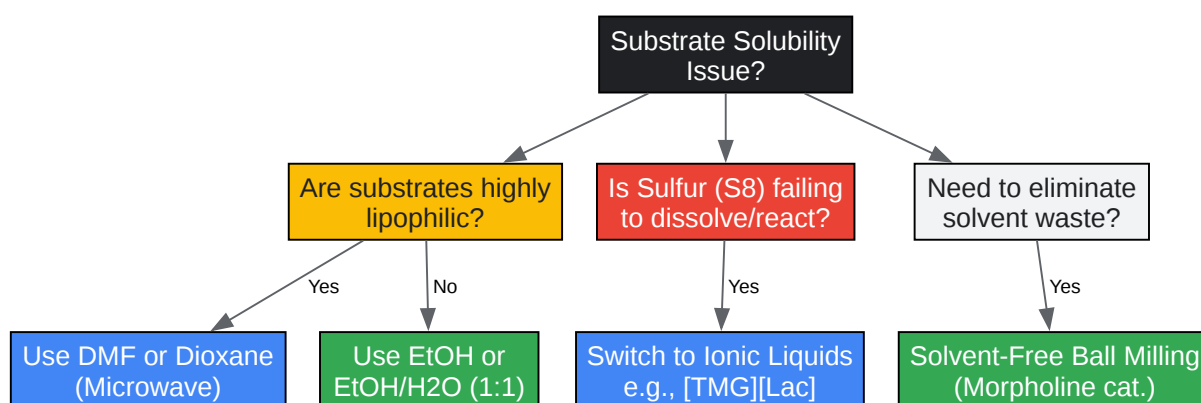 Substrate Solubility
Issue?
Are substrates highly
lipophilic?
Is Sulfur (S8) failing
to dissolve/react?
Need to eliminate
solvent waste?
Yes
No
Yes
Yes
Use DMF or Dioxane
(Microwave)
Use EtOH or
EtOH/H2O (1:1)
Switch to Ionic Liquids
e.g., [TMG][Lac]
Solvent-Free Ball Milling
(Morpholine cat.)